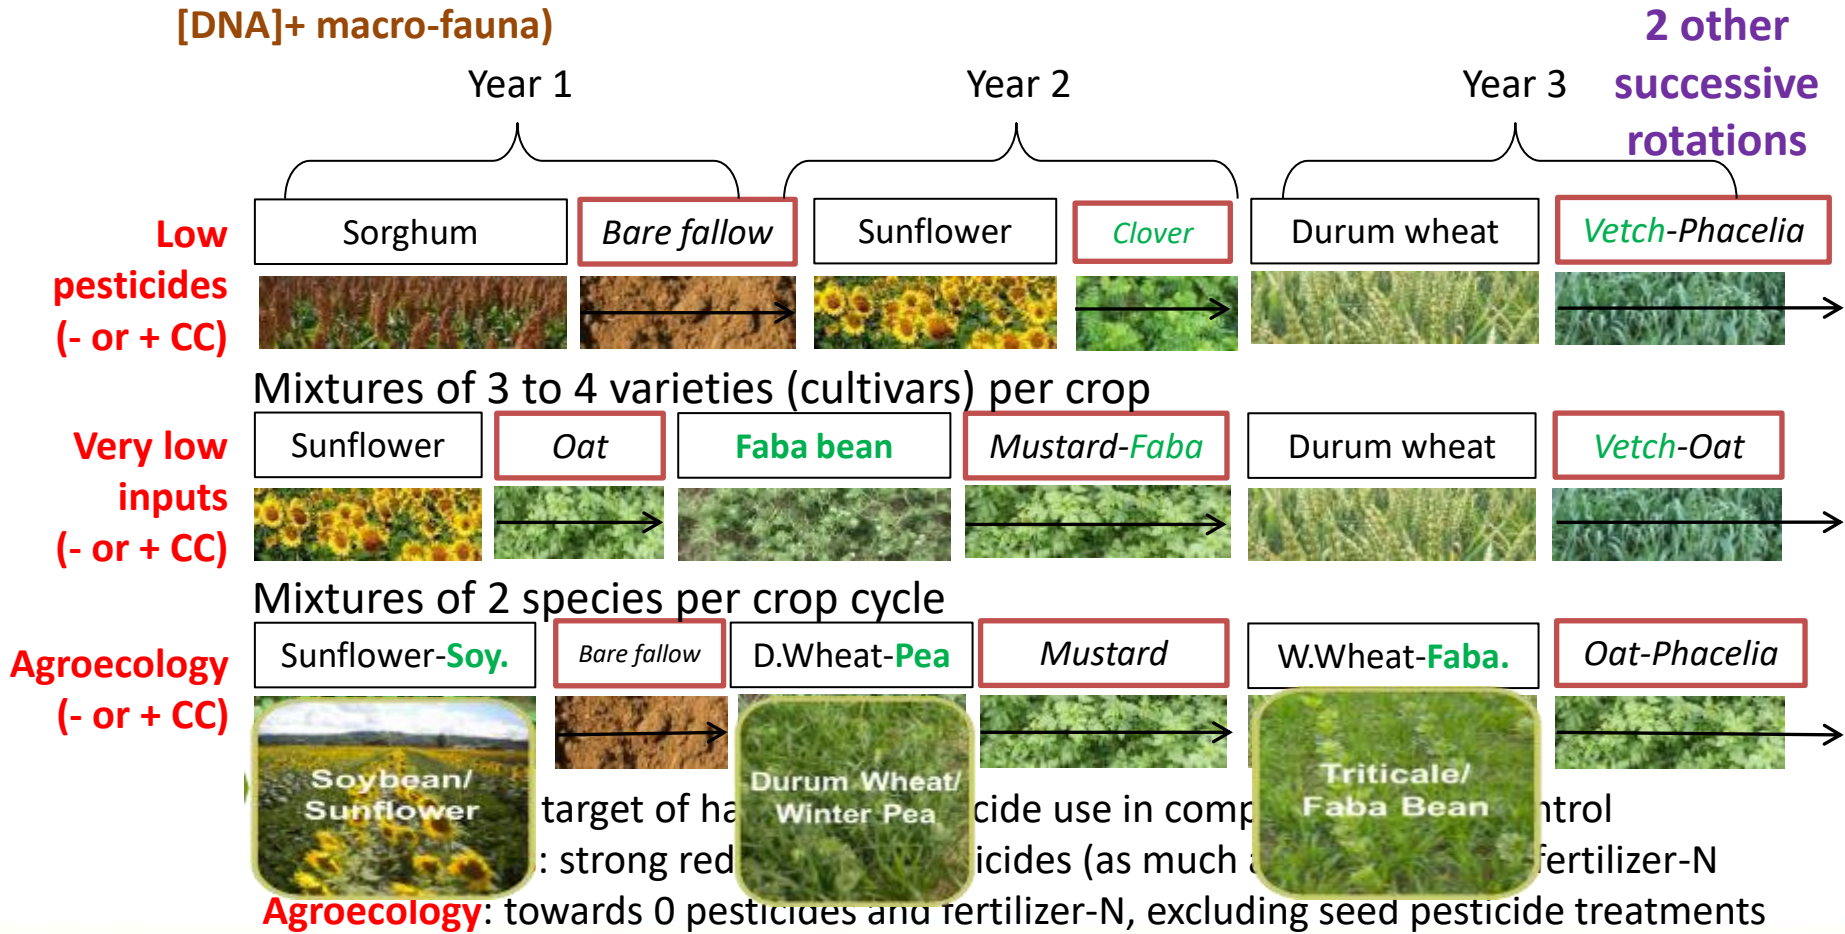 [DNA]+ macro-fauna)
2 other
successive
rotations
Year 1
Year 2
Year 3
Low
pesticides
(- or + CC)
Sorghum
Bare fallow
Sunflower
Clover
Durum wheat
Vetch-Phacelia
Mixtures of 3 to 4 varieties (cultivars) per crop
Very low
inputs
(- or + CC)
Sunflower
Oat
Faba bean
Mustard-Faba
Durum wheat
Vetch-Oat
Mixtures of 2 species per crop cycle
Agroecology
(- or + CC)
Sunflower-Soy.
Bare fallow
D.Wheat-Pea
Mustard
W.Wheat-Faba.
Oat-Phacelia
Soybean/
Sunflower
Durum Wheat/
Winter Pea
Triticale/
Faba Bean
target of ha cide use in comp ntrol
: strong red icides (as much fertilizer-N
Agroecology: towards 0 pesticides and fertilizer-N, excluding seed pesticide treatments